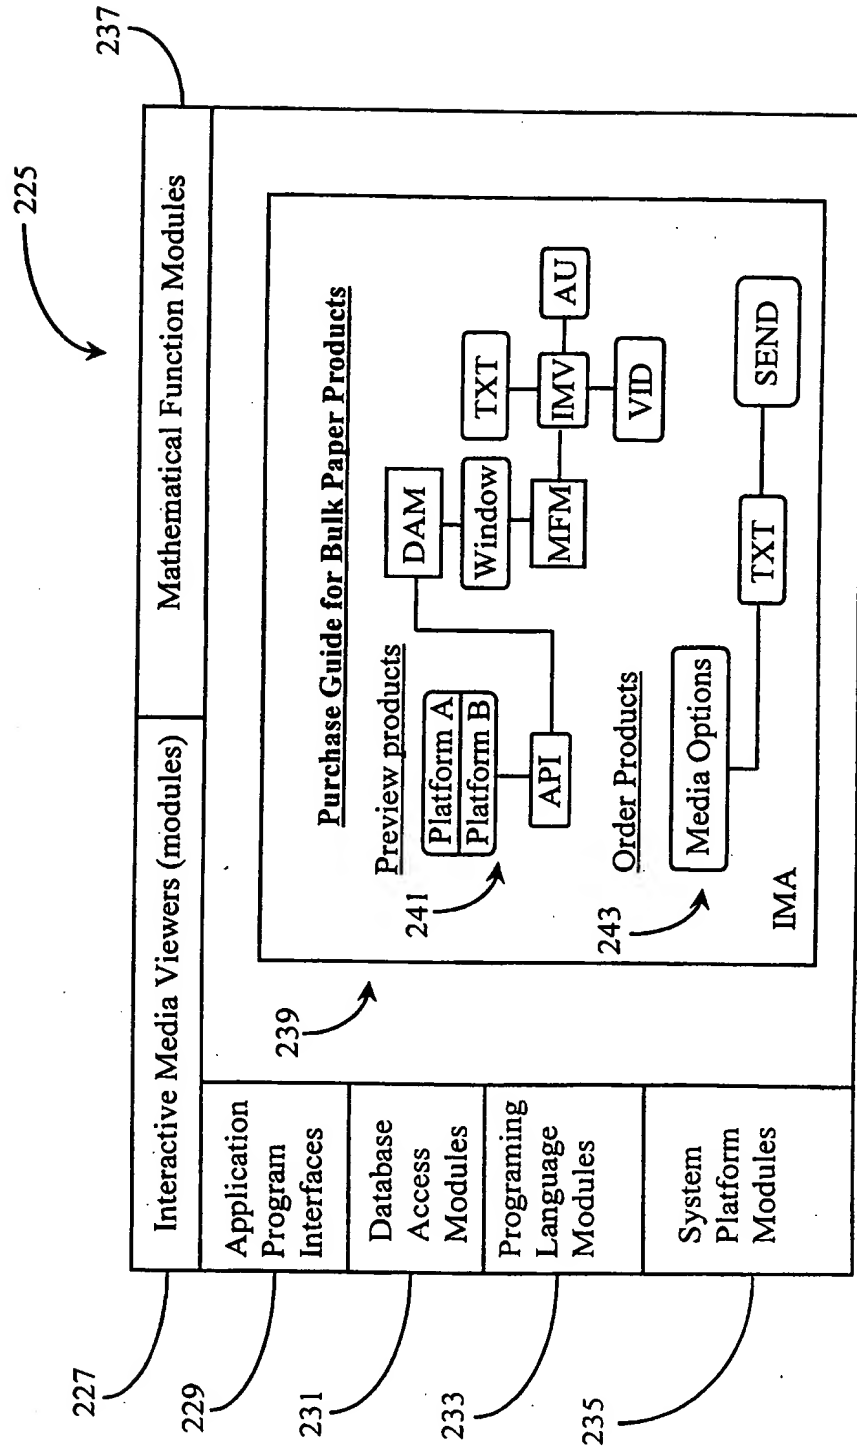 225
237
Interactive Media Viewers (modules)
Mathematical Function Modules
227
Application
Program
Interfaces
229
Database
Access
Modules
231
Programing
Language
Modules
233
System
Platform
Modules
235
239
Purchase Guide for Bulk Paper Products
Preview products
Platform A
Platform B
241
API
DAM
Window
MFM
TXT
IMV
AU
VID
Order Products
243
Media Options
TXT
SEND
IMA